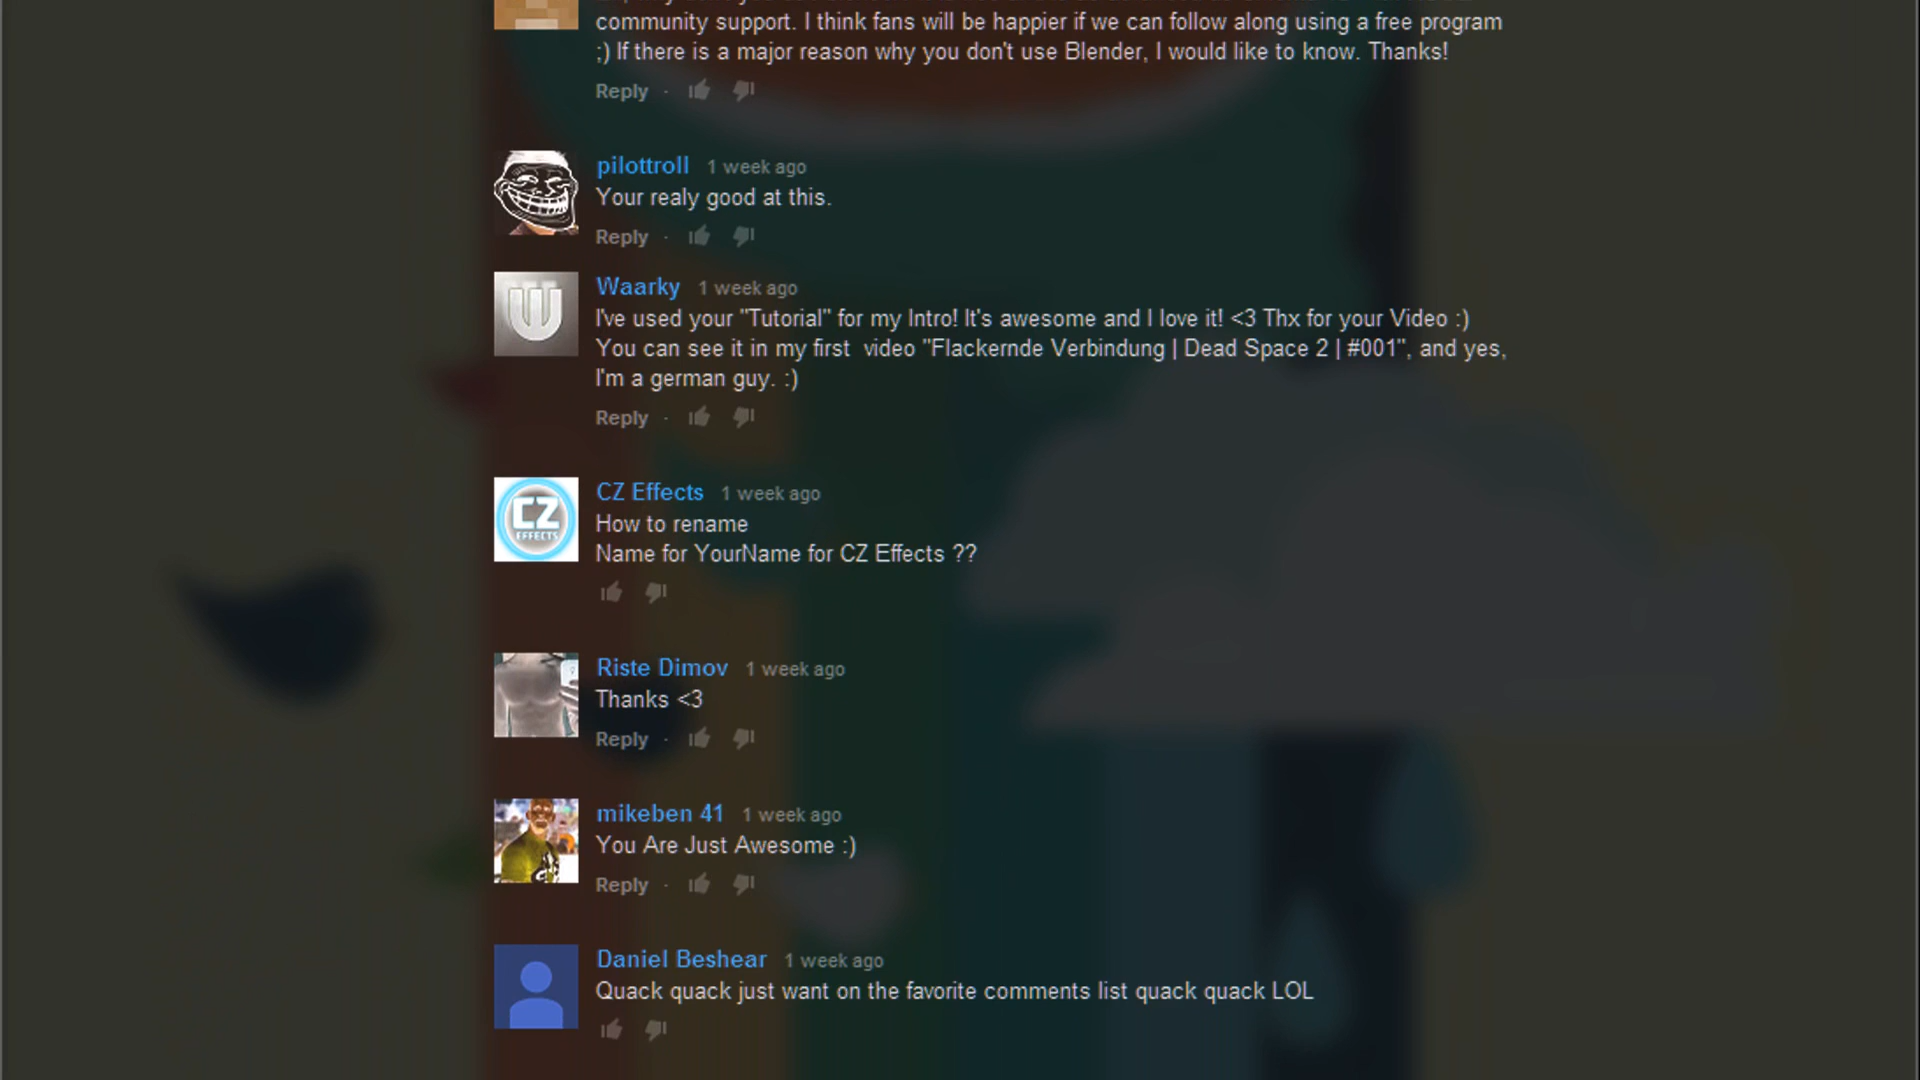 community support. I think fans will be happier if we can follow along using a free program
;) If there is a major reason why you don't use Blender, I would like to know. Thanks!
Reply ·
pilottroll 1 week ago
Your realy good at this.
Reply ·
Waarky 1 week ago
I've used your "Tutorial" for my Intro! It's awesome and I love it! <3 Thx for your Video :)
You can see it in my first  video "Flackernde Verbindung | Dead Space 2 | #001", and yes,
I'm a german guy. :)
Reply ·
CZ EFFECTS
CZ Effects 1 week ago
How to rename
Name for YourName for CZ Effects ??
Riste Dimov 1 week ago
Thanks <3
Reply ·
mikeben 41 1 week ago
You Are Just Awesome :)
Reply ·
Daniel Beshear 1 week ago
Quack quack just want on the favorite comments list quack quack LOL